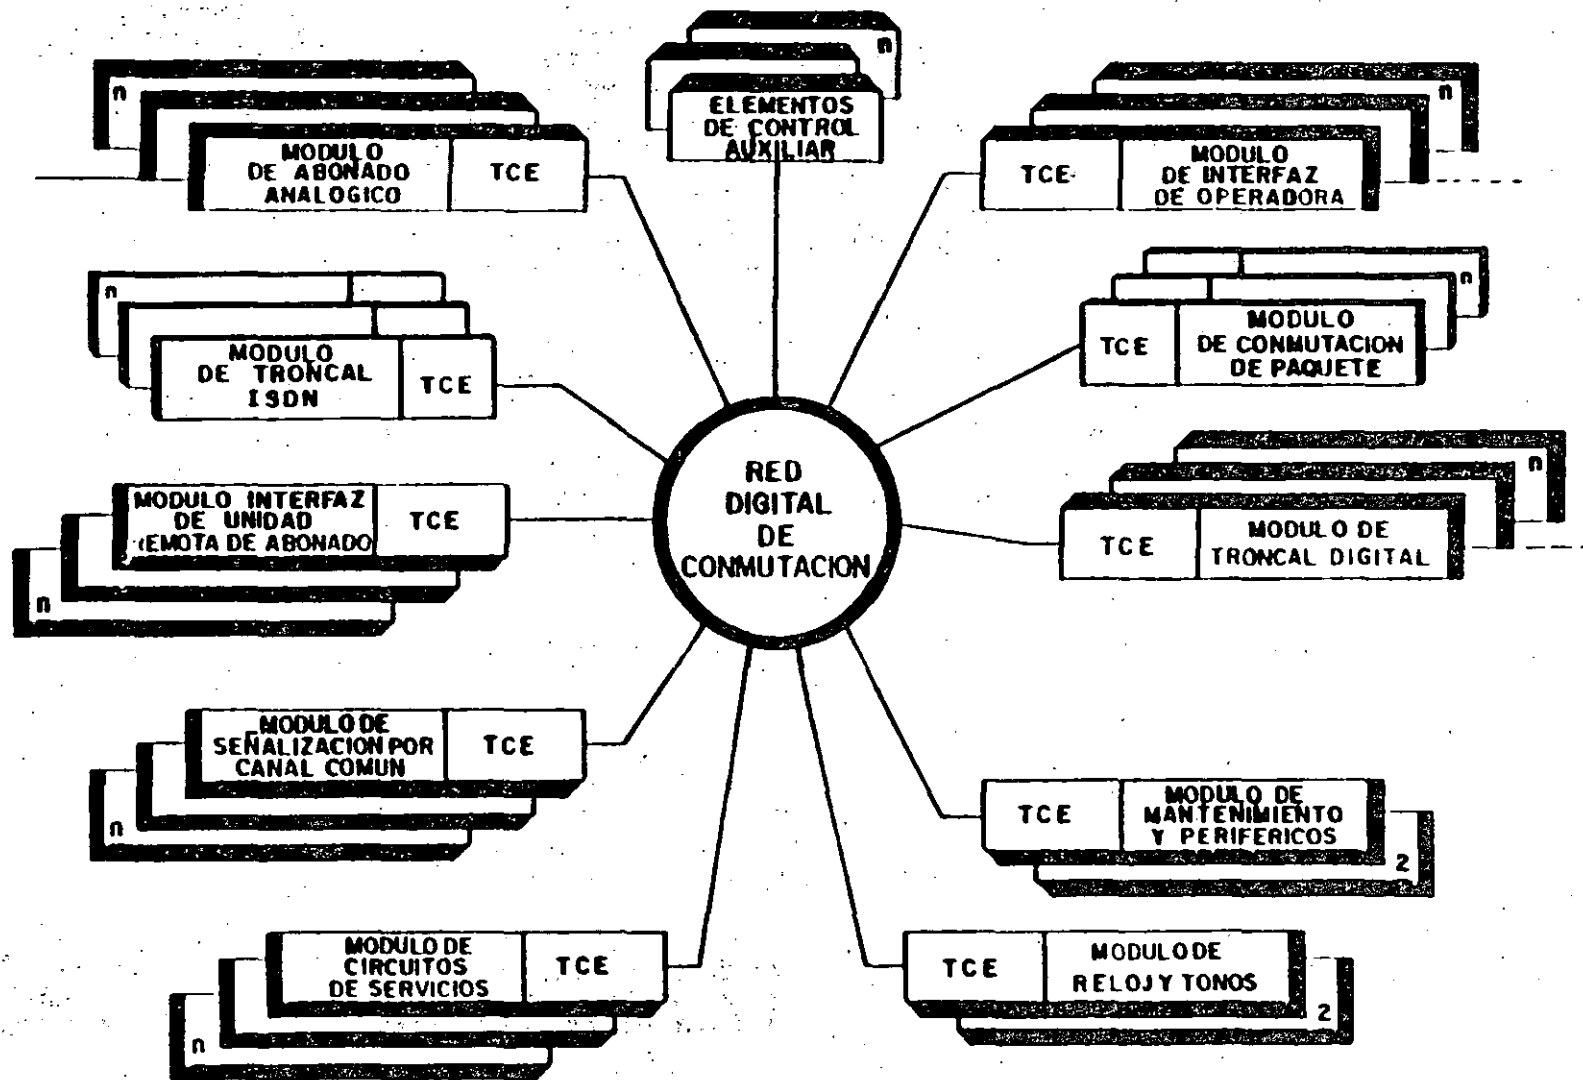 n
ELEMENTOS
DE CONTROL
AUXILIAR
n
MODULO
DE ABONADO
ANALOGICO
TCE
n
TCE
MODULO
DE INTERFAZ
DE OPERADORA
n
MODULO
DE TRONCAL
ISDN
TCE
n
TCE
MODULO
DE CONMUTACION
DE PAQUETE
RED
DIGITAL
DE
CONMUTACION
n
TCE
MODULO DE
TRONCAL DIGITAL
MODULO INTERFAZ
DE UNIDAD
EMOTA DE ABONADO
TCE
n
MODULO DE
SEÑALIZACION POR
CANAL COMUN
TCE
n
TCE
MODULO DE
MANTENIMIENTO
Y PERIFERICOS
2
MODULO DE
CIRCUITOS
DE SERVICIOS
TCE
n
TCE
MODULO DE
RELOJ Y TONOS
2